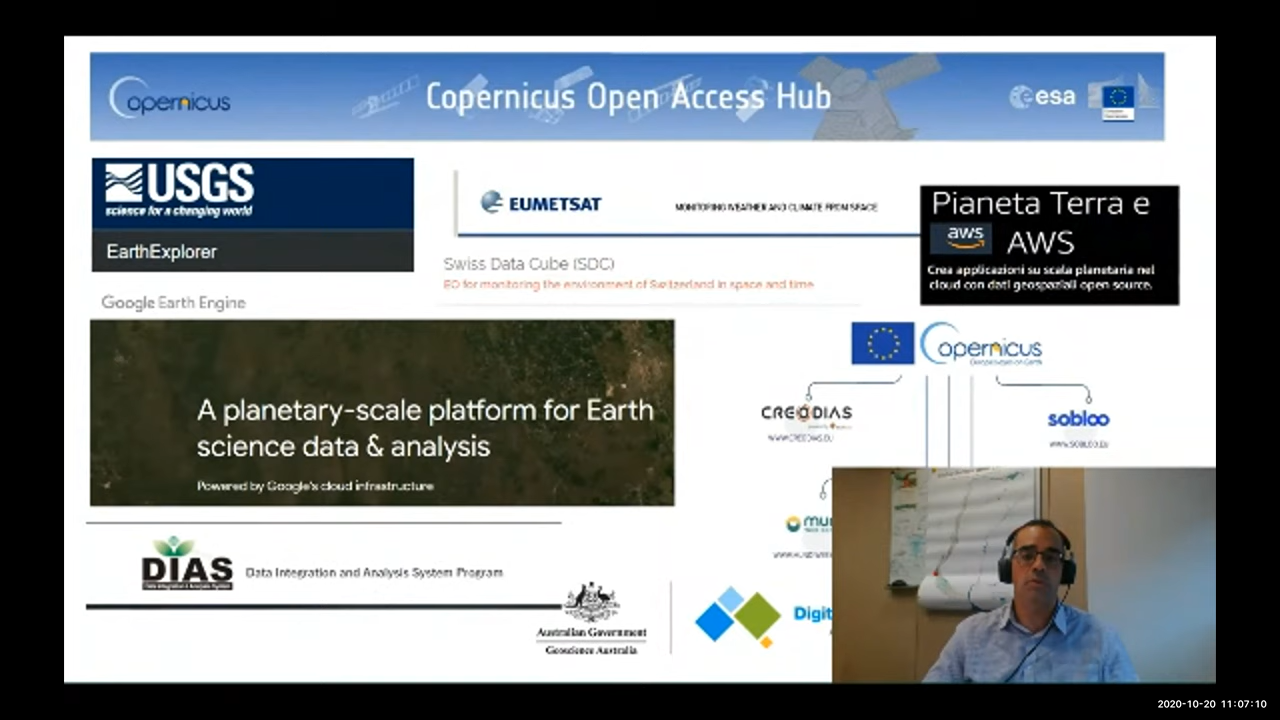 Copernicus
Copernicus Open Access Hub
esa
USGS
science for a changing world
EarthExplorer
EUMETSAT
MONITORING WEATHER AND CLIMATE FROM SPACE
Pianeta Terra e
aws AWS
Crea applicazioni su scala planetaria nel
cloud con dati geospaziali open source.
Swiss Data Cube (SDC)
EO for monitoring the environment of Switzerland in space and time
Google Earth Engine
A planetary-scale platform for Earth
science data & analysis
Powered by Google's cloud infrastructure
Copernicus
CREODIAS
WWW.CREODIAS.EU
sobloo
WWW.SOBLOO.EU
DIAS
Data Integration and Analysis System Program
Australian Government
Geoscience Australia
Digit
2020-10-20 11:07:10